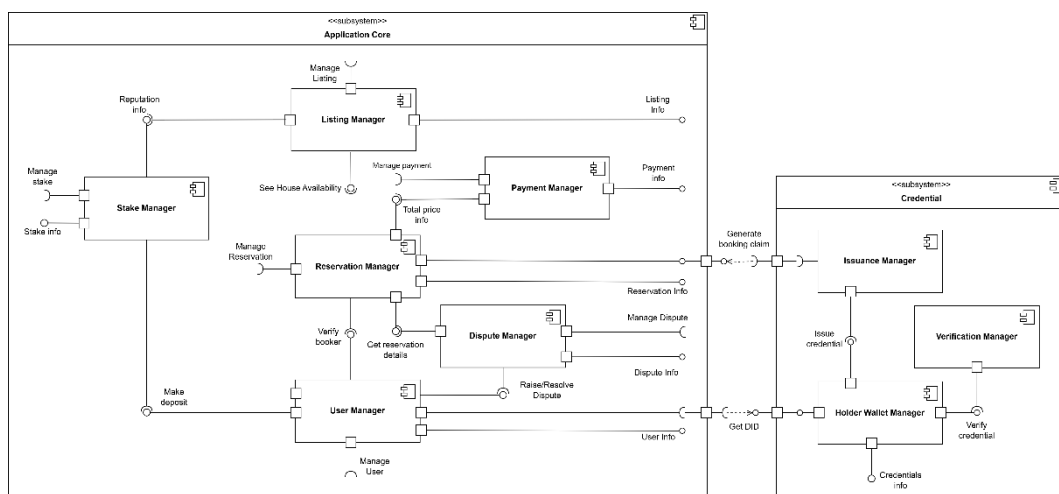 <<subsystem>>
Application Core
Manage
Listing
Reputation
info
Listing
Info
Listing Manager
Manage payment
Payment
info
Manage
stake
See House Availability
Payment Manager
<<subsystem>>
Credential
Stake Manager
Total price
info
Stake info
Generate
booking claim
Manage
Reservation
Reservation Manager
Issuance Manager
Reservation Info
Manage Dispute
Verify
booker
Get reservation
details
Dispute Manager
Issue
credential
Verification Manager
Dispute Info
Make
deposit
Raise/Resolve
Dispute
User Manager
Holder Wallet Manager
User Info
Get DID
Verify
credential
Manage
User
Credentials
info